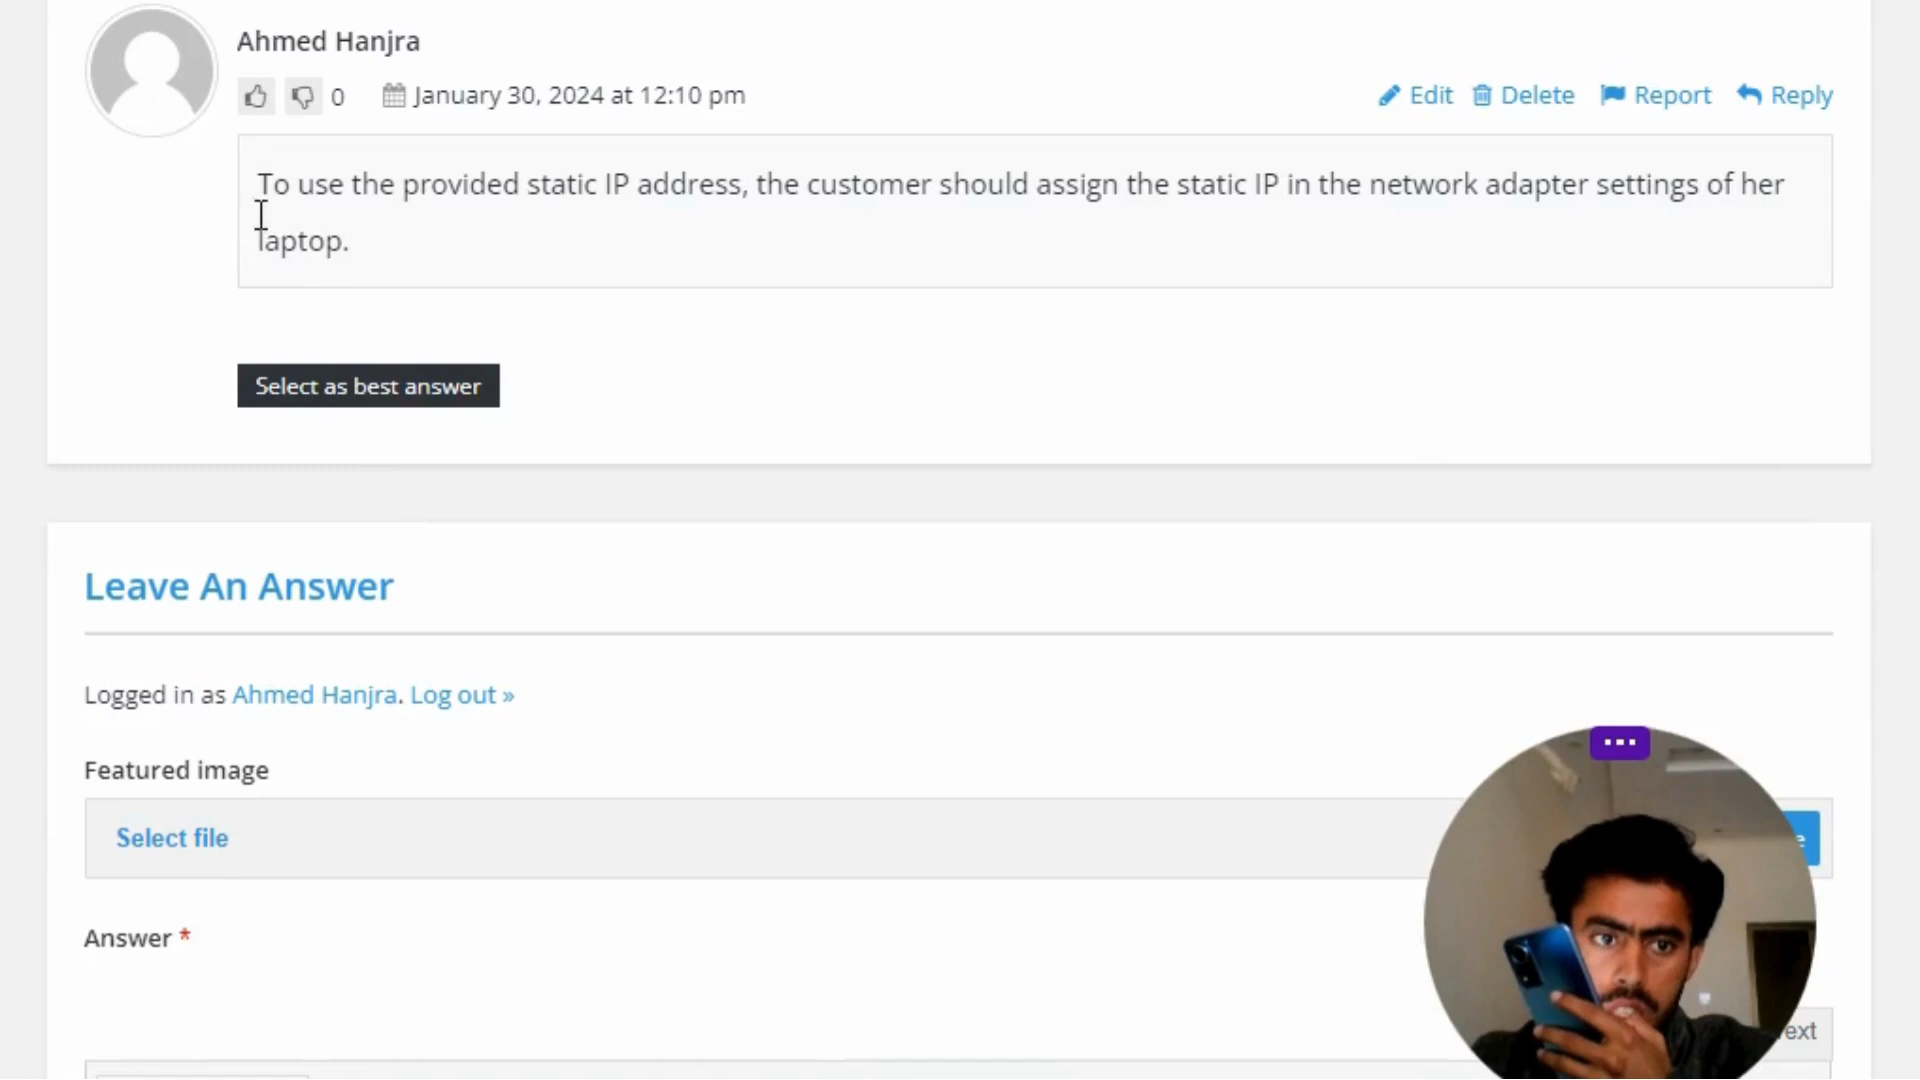 Ahmed Hanjra
0 January 30, 2024 at 12:10 pm Edit Delete Report Reply
To use the provided static IP address, the customer should assign the static IP in the network adapter settings of her
laptop.
Select as best answer
Leave An Answer
Logged in as Ahmed Hanjra. Log out »
Featured image
Select file
Answer *